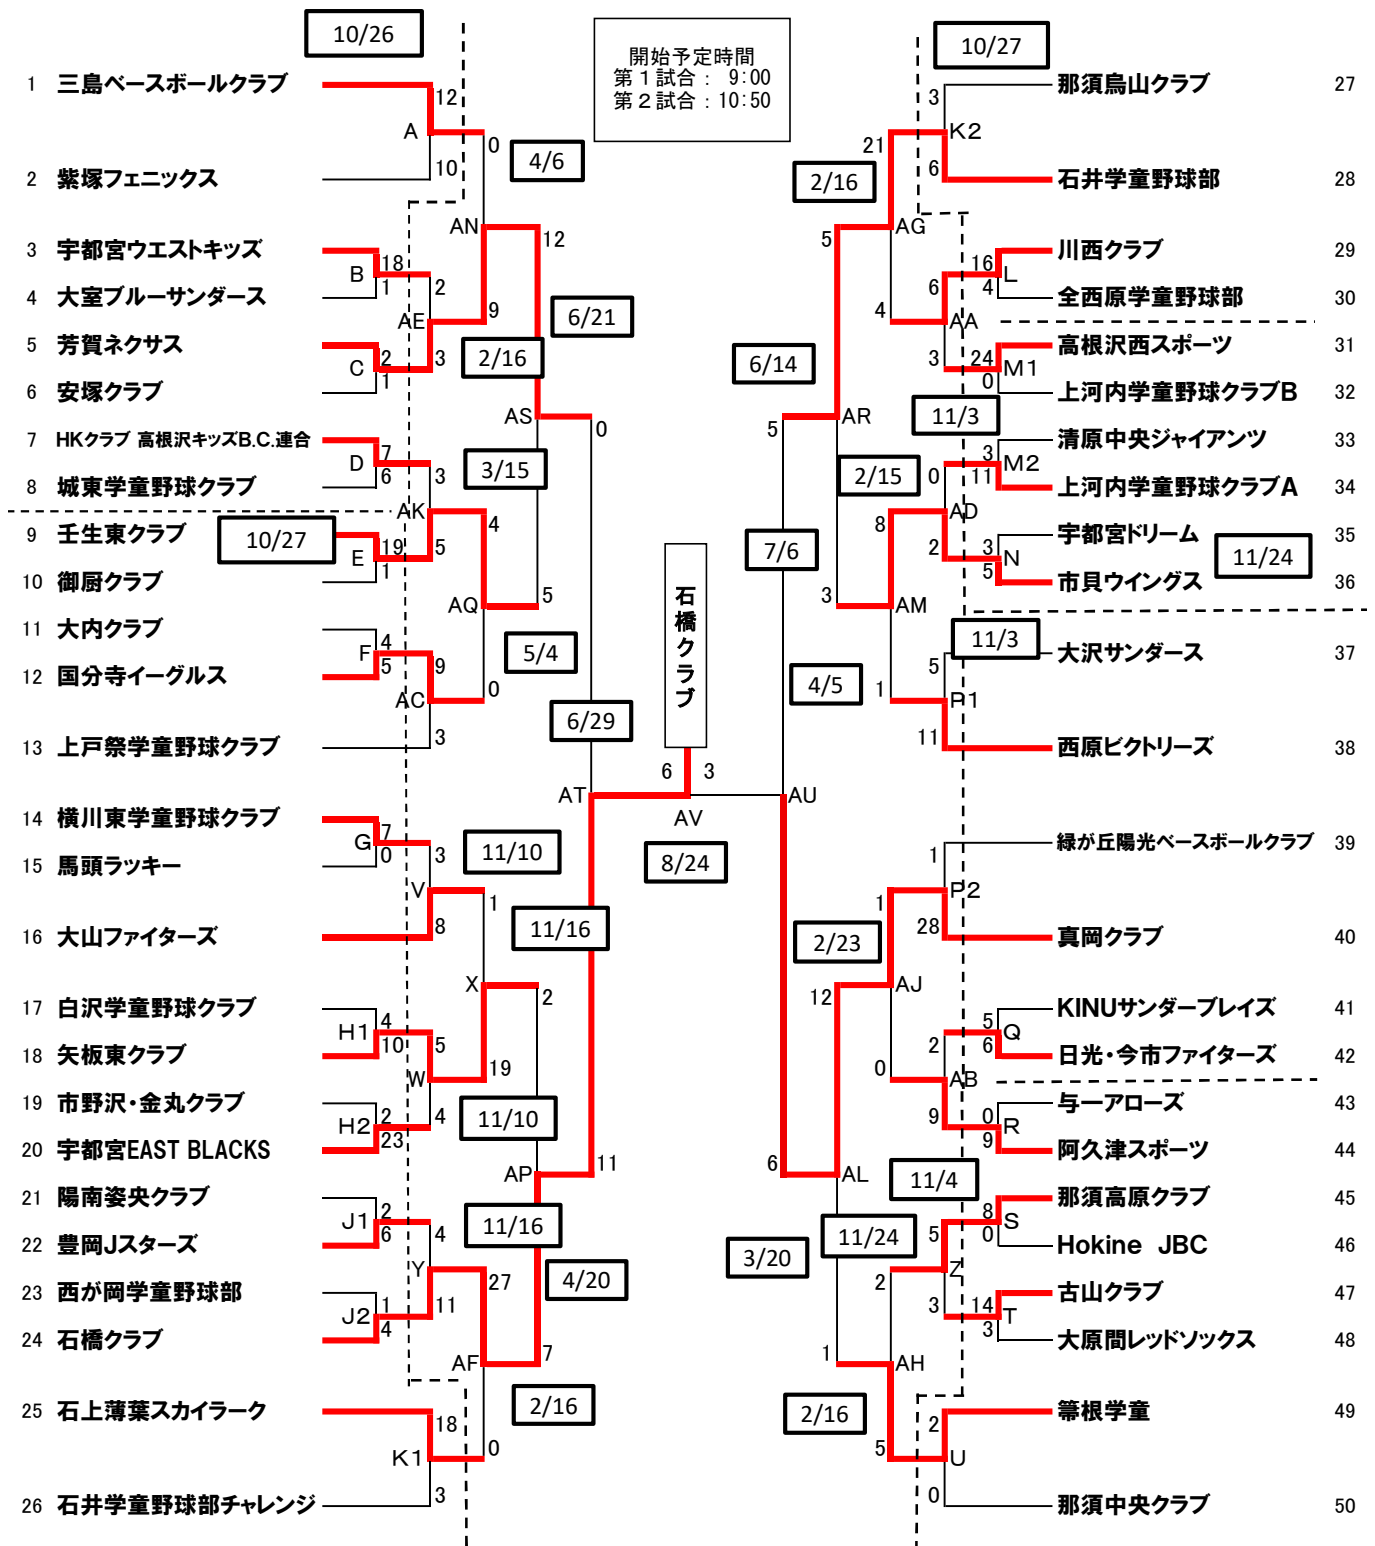 10/26
10/27
開始予定時間
第１試合： 9:00
第２試合：10:50
1 三島ベースボールクラブ
12
A
0
10
2 紫塚フェニックス
4/6
AN
12
3 宇都宮ウエストキッズ
18
B
1
2
4 大室ブルーサンダース
AE
9
6/21
5 芳賀ネクサス
2
C
1
3
2/16
6 安塚クラブ
AS
0
7 HKクラブ 高根沢キッズB.C.連合
7
D
6
3
3/15
8 城東学童野球クラブ
AK
4
9 壬生東クラブ
10/27
19
E
1
5
10 御厨クラブ
AQ
5
11 大内クラブ
4
F
5
9
5/4
12 国分寺イーグルス
AC
0
6/29
13 上戸祭学童野球クラブ
3
AT
14 横川東学童野球クラブ
7
G
0
3
11/10
15 馬頭ラッキー
V
1
16 大山ファイターズ
8
11/16
X
2
17 白沢学童野球クラブ
4
H1
10
5
18 矢板東クラブ
W
19
19 市野沢・金丸クラブ
2
H2
23
4
11/10
20 宇都宮EAST BLACKS
AP
11
21 陽南姿央クラブ
2
J1
6
4
11/16
22 豊岡Jスターズ
Y
27
4/20
23 西が岡学童野球部
1
J2
4
11
24 石橋クラブ
AF
7
2/16
25 石上薄葉スカイラーク
18
K1
0
3
26 石井学童野球部チャレンジ
石橋クラブ
6 3
AV
8/24
那須烏山クラブ 27
3
K2
21
6
石井学童野球部 28
2/16
AG
5
川西クラブ 29
16
L
4
6
全西原学童野球部 30
AA
4
高根沢西スポーツ 31
24
M1
0
3
6/14
上河内学童野球クラブB 32
11/3
AR
5
清原中央ジャイアンツ 33
3
M2
11
0
2/15
上河内学童野球クラブA 34
AD
8
宇都宮ドリーム 35
3
N
5
2
11/24
7/6
市貝ウイングス 36
AM
3
11/3
大沢サンダース 37
5
P1
1
4/5
11
西原ビクトリーズ 38
AU
緑が丘陽光ベースボールクラブ 39
1
P2
1
28
2/23
真岡クラブ 40
AJ
12
KINUサンダーブレイズ 41
5
Q
6
2
日光・今市ファイターズ 42
AB
0
与一アローズ 43
0
R
9
9
阿久津スポーツ 44
AL
6
11/4
那須高原クラブ 45
8
S
0
5
11/24
3/20
Hokine JBC 46
Z
2
古山クラブ 47
14
T
3
3
大原間レッドソックス 48
AH
1
2/16
箒根学童 49
2
U
5
0
那須中央クラブ 50